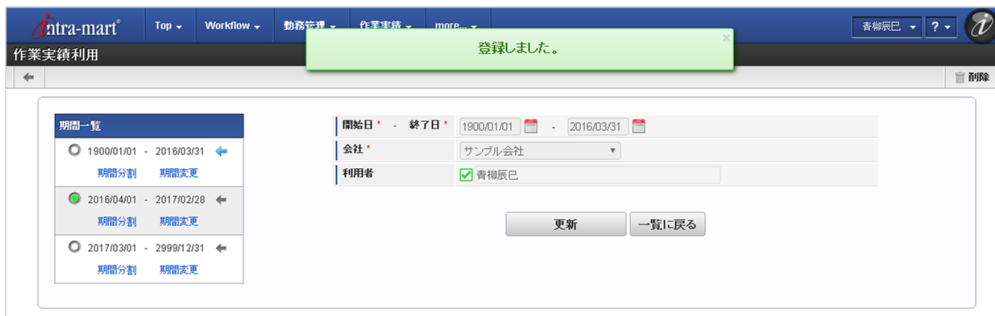 intra-mart® Top Workflow 勤務管理 作業実績 more... 青柳辰巳 ?
登録しました。 ×
作業実績利用
削除
期間一覧
1900/01/01 - 2016/03/31
期間分割 期間変更
2016/04/01 - 2017/02/28
期間分割 期間変更
2017/03/01 - 2999/12/31
期間分割 期間変更
開始日* - 終了日* 1900/01/01 - 2016/03/31
会社* サンプル会社
利用者 青柳辰巳
更新 一覧に戻る